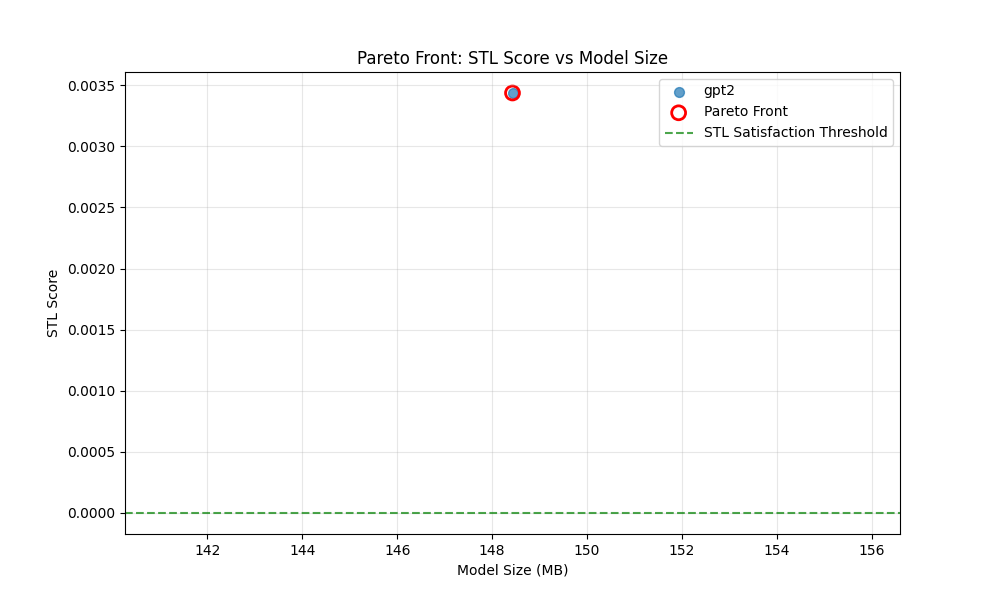 Pareto Front: STL Score vs Model Size
gpt2
Pareto Front
STL Satisfaction Threshold
STL Score
0.0035
0.0030
0.0025
0.0020
0.0015
0.0010
0.0005
0.0000
142 144 146 148 150 152 154 156
Model Size (MB)